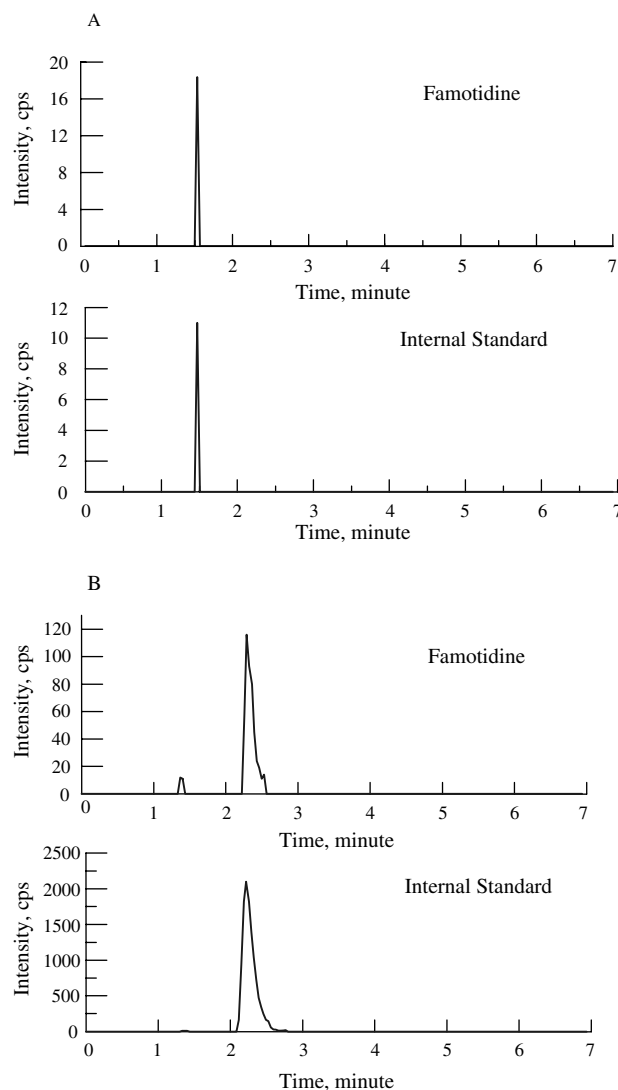 A
Intensity, cps
20
16
12
8
4
0
Famotidine
0 1 2 3 4 5 6 7
Time, minute
Intensity, cps
12
10
8
6
4
2
0
Internal Standard
0 1 2 3 4 5 6 7
Time, minute
B
Intensity, cps
120
100
80
60
40
20
0
Famotidine
0 1 2 3 4 5 6 7
Time, minute
Intensity, cps
2500
2000
1500
1000
500
0
Internal Standard
0 1 2 3 4 5 6 7
Time, minute